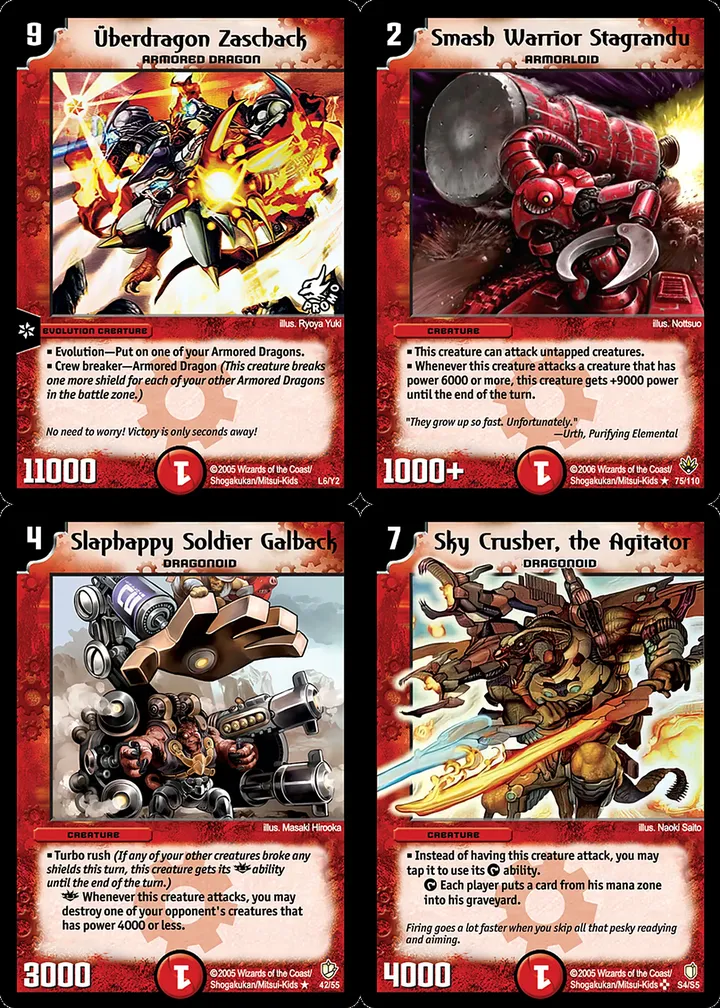 9 Überdragon Zaschack
ARMORED DRAGON
PROMO
illus. Ryoya Yuki
EVOLUTION CREATURE
▪ Evolution—Put on one of your Armored Dragons.
▪ Crew breaker—Armored Dragon (This creature breaks
one more shield for each of your other Armored Dragons
in the battle zone.)
No need to worry! Victory is only seconds away!
11000
1
©2005 Wizards of the Coast/
Shogakukan/Mitsui-Kids L6/Y2
2 Smash Warrior Stagrandu
ARMORLOID
illus. Nottsuo
CREATURE
▪ This creature can attack untapped creatures.
▪ Whenever this creature attacks a creature that has
power 6000 or more, this creature gets +9000 power
until the end of the turn.
"They grow up so fast. Unfortunately."
—Urth, Purifying Elemental
1000+
1
©2006 Wizards of the Coast/
Shogakukan/Mitsui-Kids ★ 75/110
4 Slaphappy Soldier Galback
DRAGONOID
illus. Masaki Hirooka
CREATURE
▪ Turbo rush (If any of your other creatures broke any
shields this turn, this creature gets its ability
until the end of the turn.)
Whenever this creature attacks, you may
destroy one of your opponent's creatures that
has power 4000 or less.
3000
1
©2005 Wizards of the Coast/
Shogakukan/Mitsui-Kids ★ 42/55
7 Sky Crusher, the Agitator
DRAGONOID
illus. Naoki Saito
CREATURE
▪ Instead of having this creature attack, you may
tap it to use its ability.
Each player puts a card from his mana zone
into his graveyard.
Firing goes a lot faster when you skip all that pesky readying
and aiming.
4000
1
©2005 Wizards of the Coast/
Shogakukan/Mitsui-Kids S4/S5